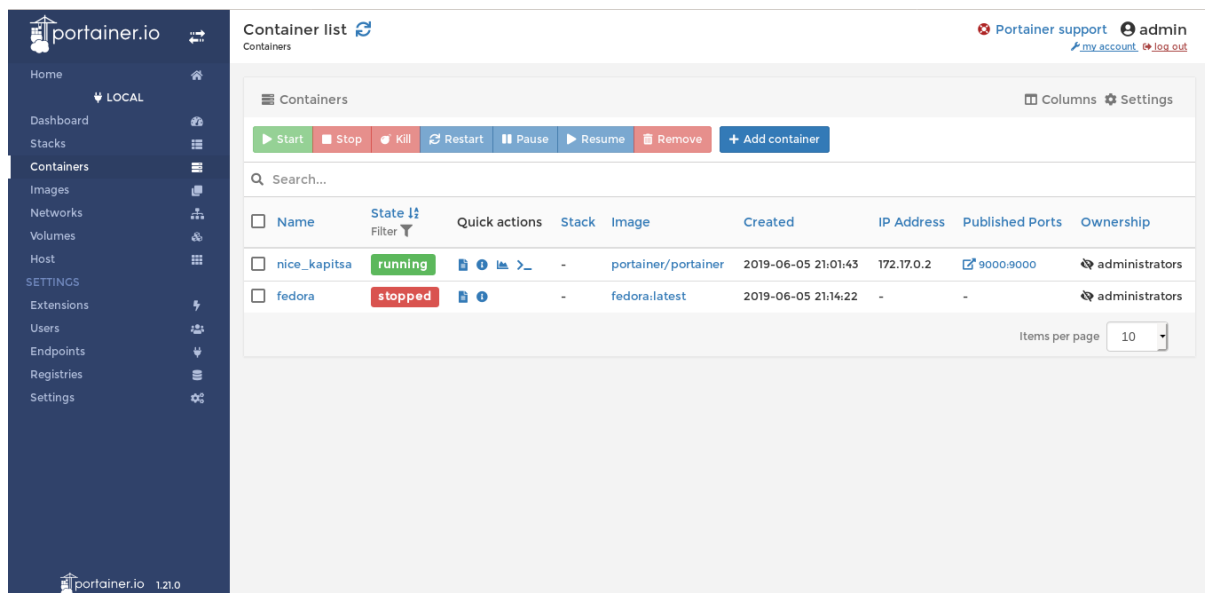 portainer.io
Home
LOCAL
Dashboard
Stacks
Containers
Images
Networks
Volumes
Host
SETTINGS
Extensions
Users
Endpoints
Registries
Settings
portainer.io 1.21.0
Container list
Containers
Portainer support admin
my account log out
Containers
Columns Settings
Start Stop Kill Restart Pause Resume Remove + Add container
Search...
Name State Filter Quick actions Stack Image Created IP Address Published Ports Ownership
nice_kapitsa running - portainer/portainer 2019-06-05 21:01:43 172.17.0.2 9000:9000 administrators
fedora stopped - fedora:latest 2019-06-05 21:14:22 - - administrators
Items per page 10